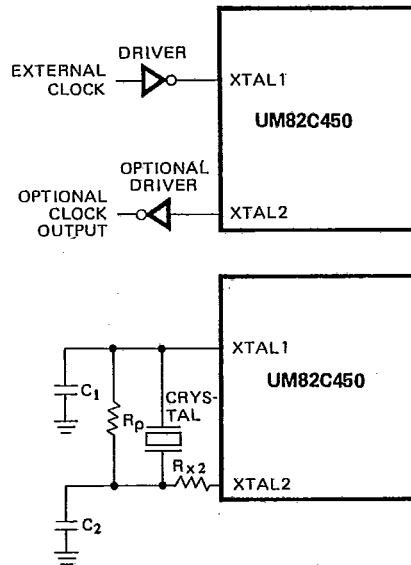 DRIVER
EXTERNAL
CLOCK
XTAL1
UM82C450
OPTIONAL
DRIVER
OPTIONAL
CLOCK
OUTPUT
XTAL2
XTAL1
UM82C450
C1
CRYS-
TAL
Rp
Rx2
XTAL2
C2